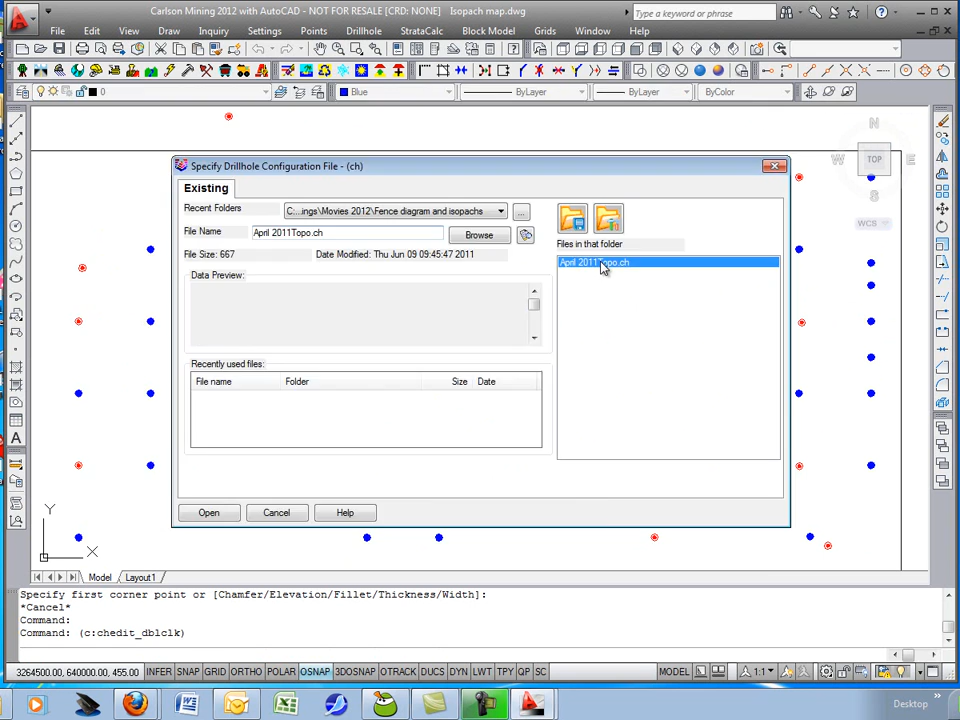 Carlson Mining 2012 with AutoCAD - NOT FOR RESALE [CRD: NONE] Isopach map.dwg
Type a keyword or phrase
File Edit View Draw Inquiry Settings Points Drillhole StrataCalc Block Model Grids Window Help
0
Blue
ByLayer
ByLayer
ByColor
N
W
TOP
E
S
WCS
Specify Drillhole Configuration File - (ch)
Existing
Recent Folders
C:...ings\Movies 2012\Fence diagram and isopachs
...
File Name
April 2011Topo.ch
Browse
Files in that folder
File Size: 667
Date Modified: Thu Jun 09 09:45:47 2011
April 2011Topo.ch
Data Preview:
Recently used files:
File name Folder Size Date
Open
Cancel
Help
Y
X
Model
Layout1
Specify first corner point or [Chamfer/Elevation/Fillet/Thickness/Width]:
*Cancel*
Command:
Command: (c:chedit_dblclk)
3264500.00, 640000.00, 455.00
INFER SNAP GRID ORTHO POLAR OSNAP 3DOSNAP OTRACK DUCS DYN LWT TPY QP SC
MODEL
1:1
Desktop